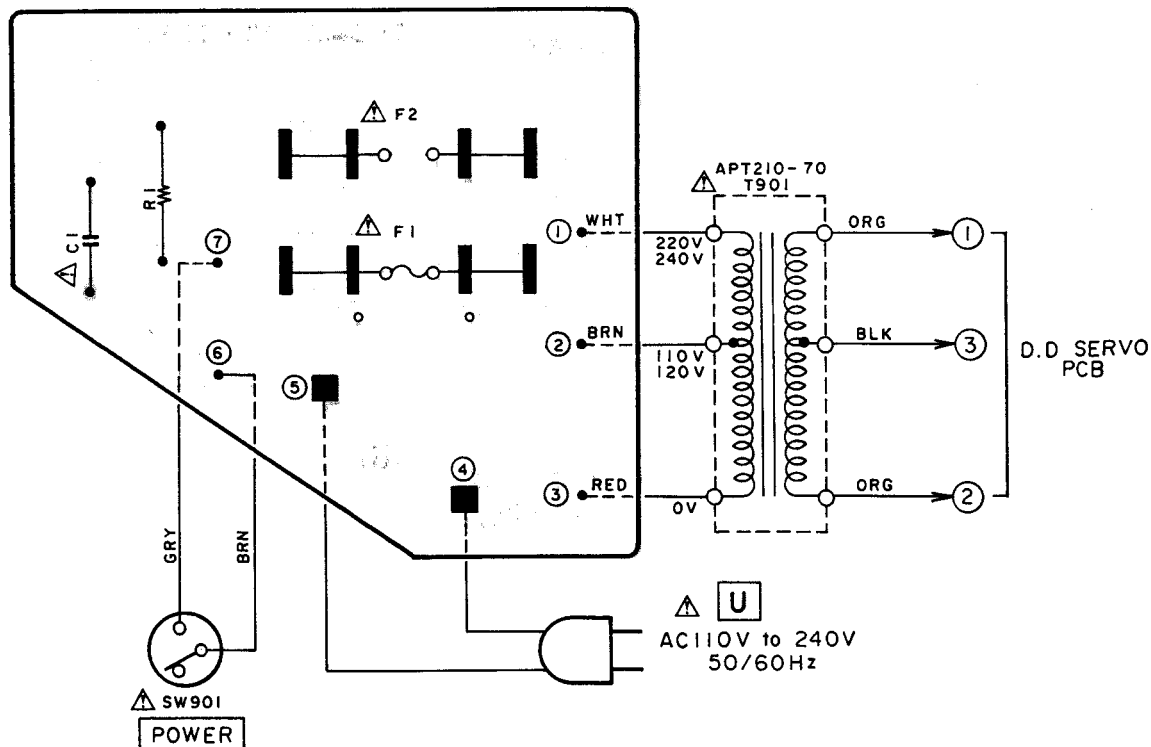 ⚠ F2
R1
⚠ C1
⚠ F1
7
6
5
4
1 WHT
2 BRN
3 RED
220V
240V
110V
120V
0V
⚠ APT210-70
T901
ORG 1
BLK 3
ORG 2
D.D SERVO
PCB
GRY
BRN
⚠ SW901
POWER
⚠ U
AC110V to 240V
50/60Hz